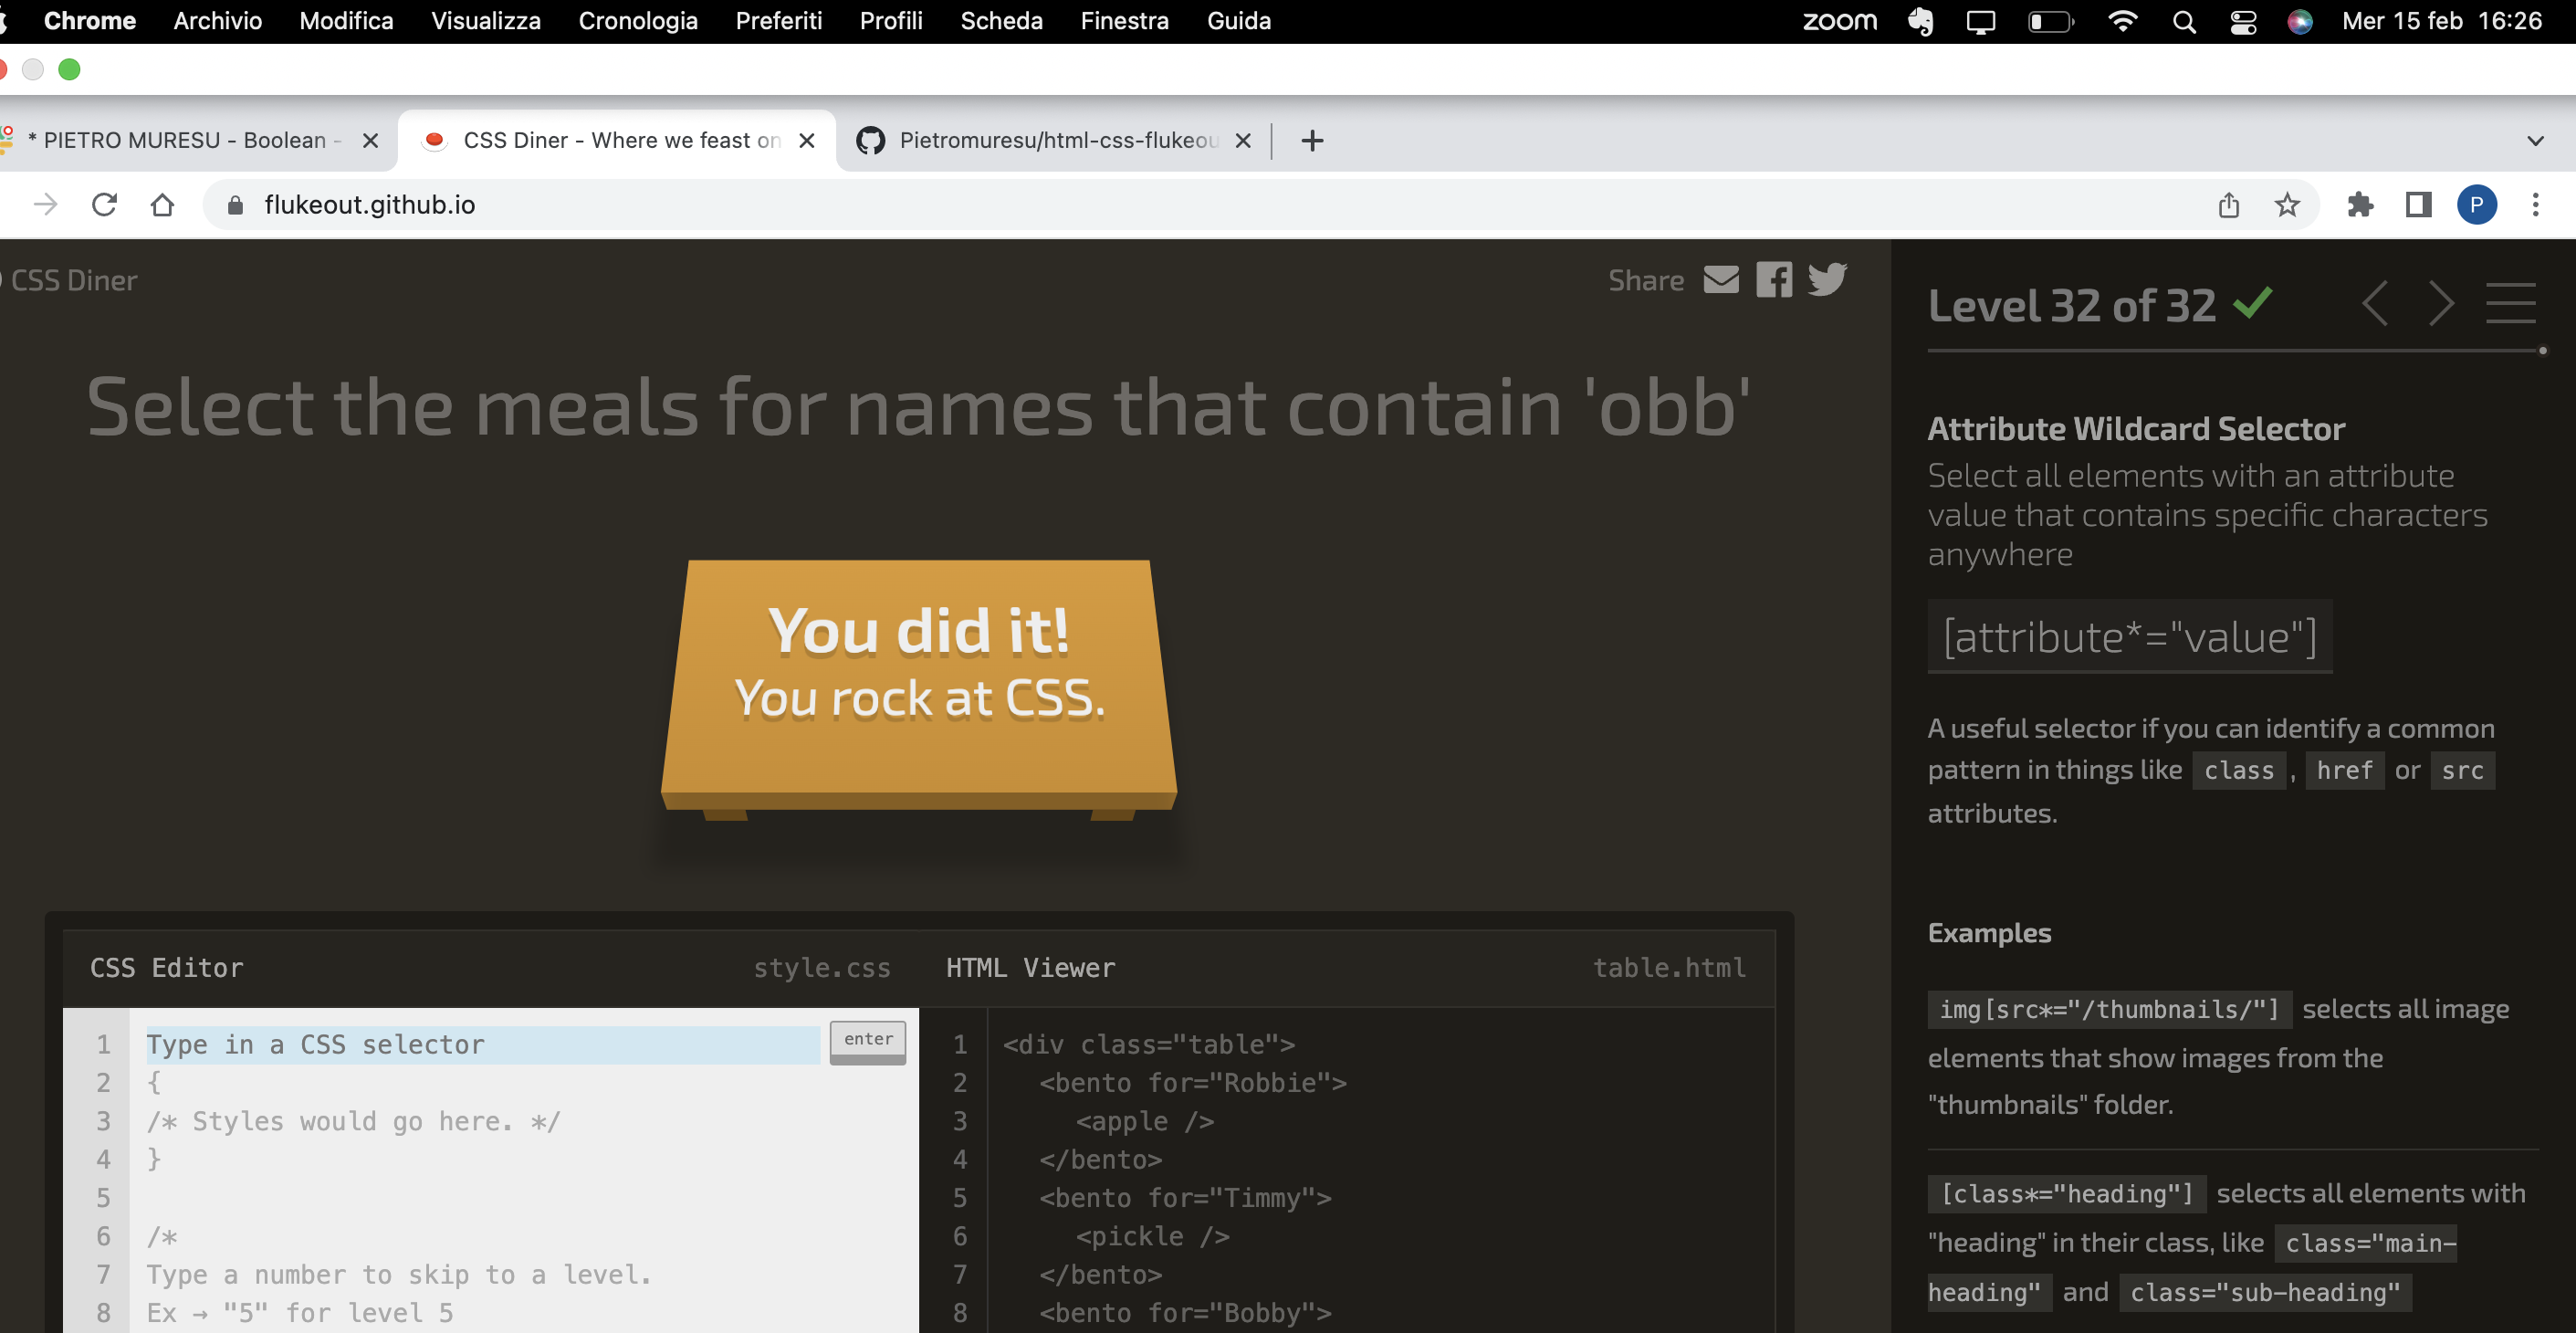 Chrome Archivio Modifica Visualizza Cronologia Preferiti Profili Scheda Finestra Guida zoom Mer 15 feb 16:26
* PIETRO MURESU - Boolean - CSS Diner - Where we feast on Pietromuresu/html-css-flukeou
flukeout.github.io P
CSS Diner Share
Select the meals for names that contain 'obb'
You did it!
You rock at CSS.
CSS Editor style.css HTML Viewer table.html
1 Type in a CSS selector enter
2 {
3 /* Styles would go here. */
4 }
5
6 /*
7 Type a number to skip to a level.
8 Ex → "5" for level 5
1 <div class="table">
2 <bento for="Robbie">
3 <apple />
4 </bento>
5 <bento for="Timmy">
6 <pickle />
7 </bento>
8 <bento for="Bobby">
Level 32 of 32
Attribute Wildcard Selector
Select all elements with an attribute
value that contains specific characters
anywhere
[attribute*="value"]
A useful selector if you can identify a common
pattern in things like class , href or src
attributes.
Examples
img[src*="/thumbnails/"] selects all image
elements that show images from the
"thumbnails" folder.
[class*="heading"] selects all elements with
"heading" in their class, like class="main-
heading" and class="sub-heading"